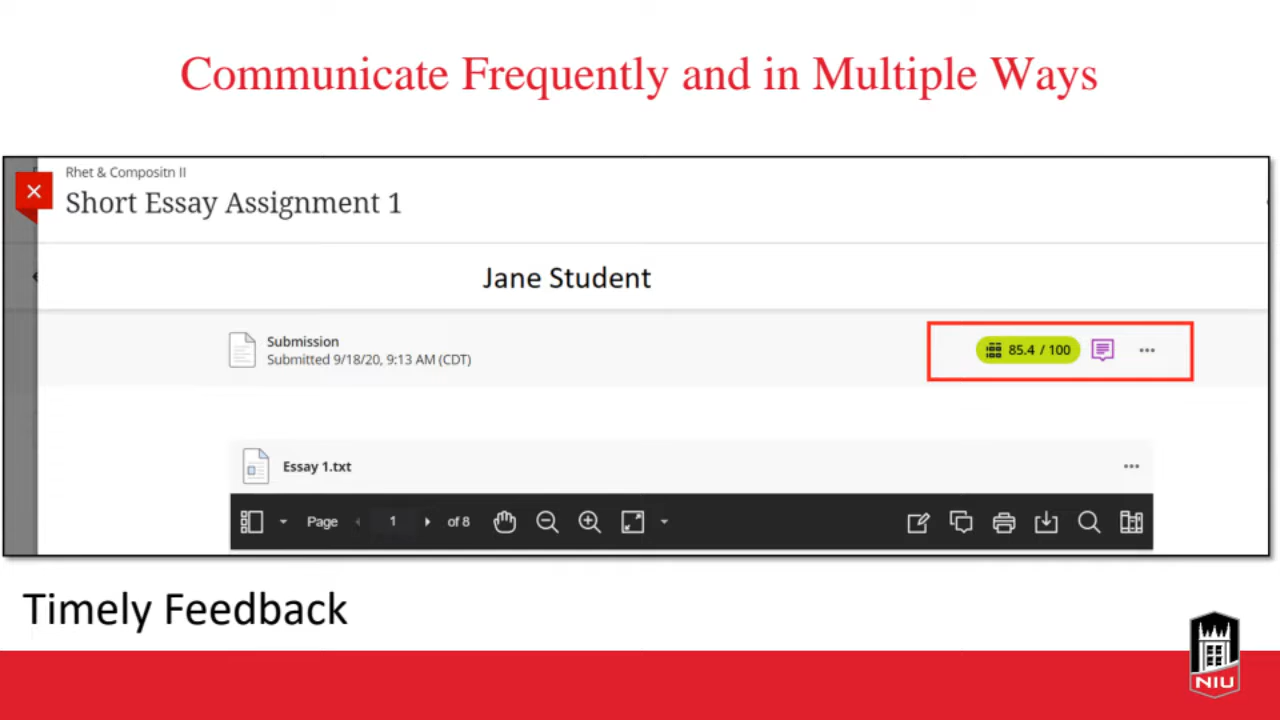 Communicate Frequently and in Multiple Ways
Rhet & Compositn II
Short Essay Assignment 1
Jane Student
Submission
Submitted 9/18/20, 9:13 AM (CDT)
85.4 / 100
Essay 1.txt
Page 1 of 8
Timely Feedback
NIU